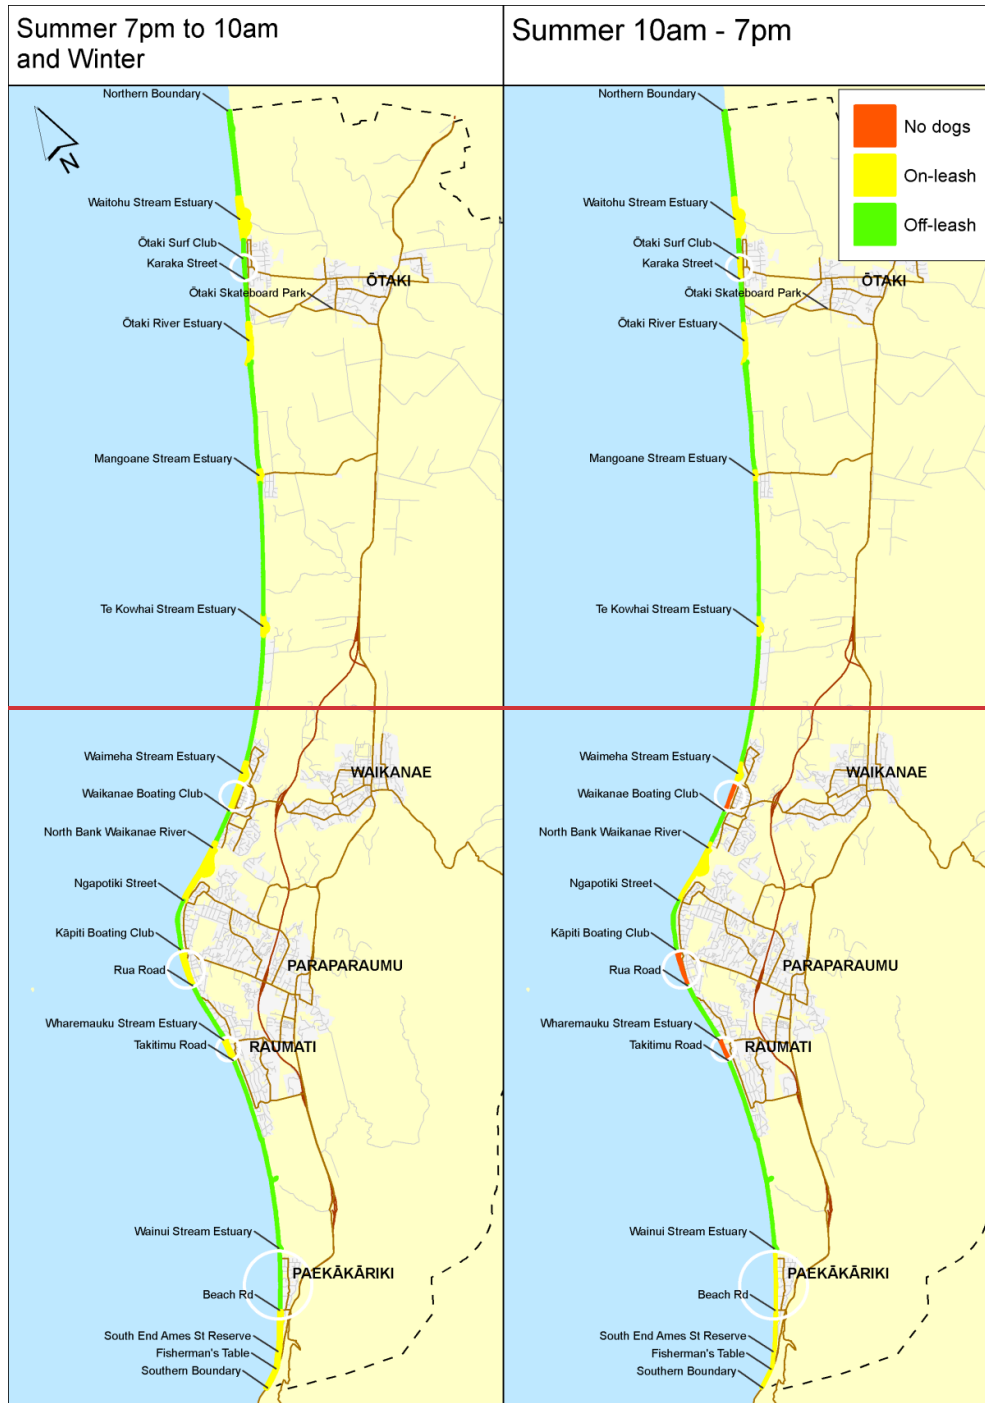 Summer 7pm to 10am
and Winter
Northern Boundary
N
Waitohu Stream Estuary
Ōtaki Surf Club
Karaka Street
ŌTAKI
Ōtaki Skateboard Park
Ōtaki River Estuary
Mangoane Stream Estuary
Te Kowhai Stream Estuary
Waimeha Stream Estuary
WAIKANAE
Waikanae Boating Club
North Bank Waikanae River
Ngapotiki Street
Kāpiti Boating Club
PARAPARAUMU
Rua Road
Wharemauku Stream Estuary
Takitimu Road
RAUMATI
Wainui Stream Estuary
PAEKĀKĀRIKI
Beach Rd
South End Ames St Reserve
Fisherman's Table
Southern Boundary
Summer 10am - 7pm
Northern Boundary
No dogs
On-leash
Off-leash
Waitohu Stream Estuary
Ōtaki Surf Club
Karaka Street
ŌTAKI
Ōtaki Skateboard Park
Ōtaki River Estuary
Mangoane Stream Estuary
Te Kowhai Stream Estuary
Waimeha Stream Estuary
WAIKANAE
Waikanae Boating Club
North Bank Waikanae River
Ngapotiki Street
Kāpiti Boating Club
PARAPARAUMU
Rua Road
Wharemauku Stream Estuary
Takitimu Road
RAUMATI
Wainui Stream Estuary
PAEKĀKĀRIKI
Beach Rd
South End Ames St Reserve
Fisherman's Table
Southern Boundary